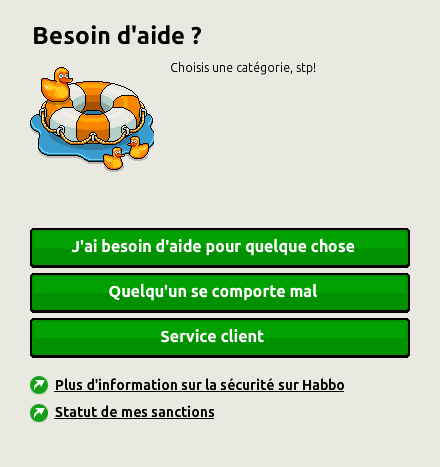 Besoin d'aide ?
Choisis une catégorie, stp!
J'ai besoin d'aide pour quelque chose
Quelqu'un se comporte mal
Service client
Plus d'information sur la sécurité sur Habbo
Statut de mes sanctions